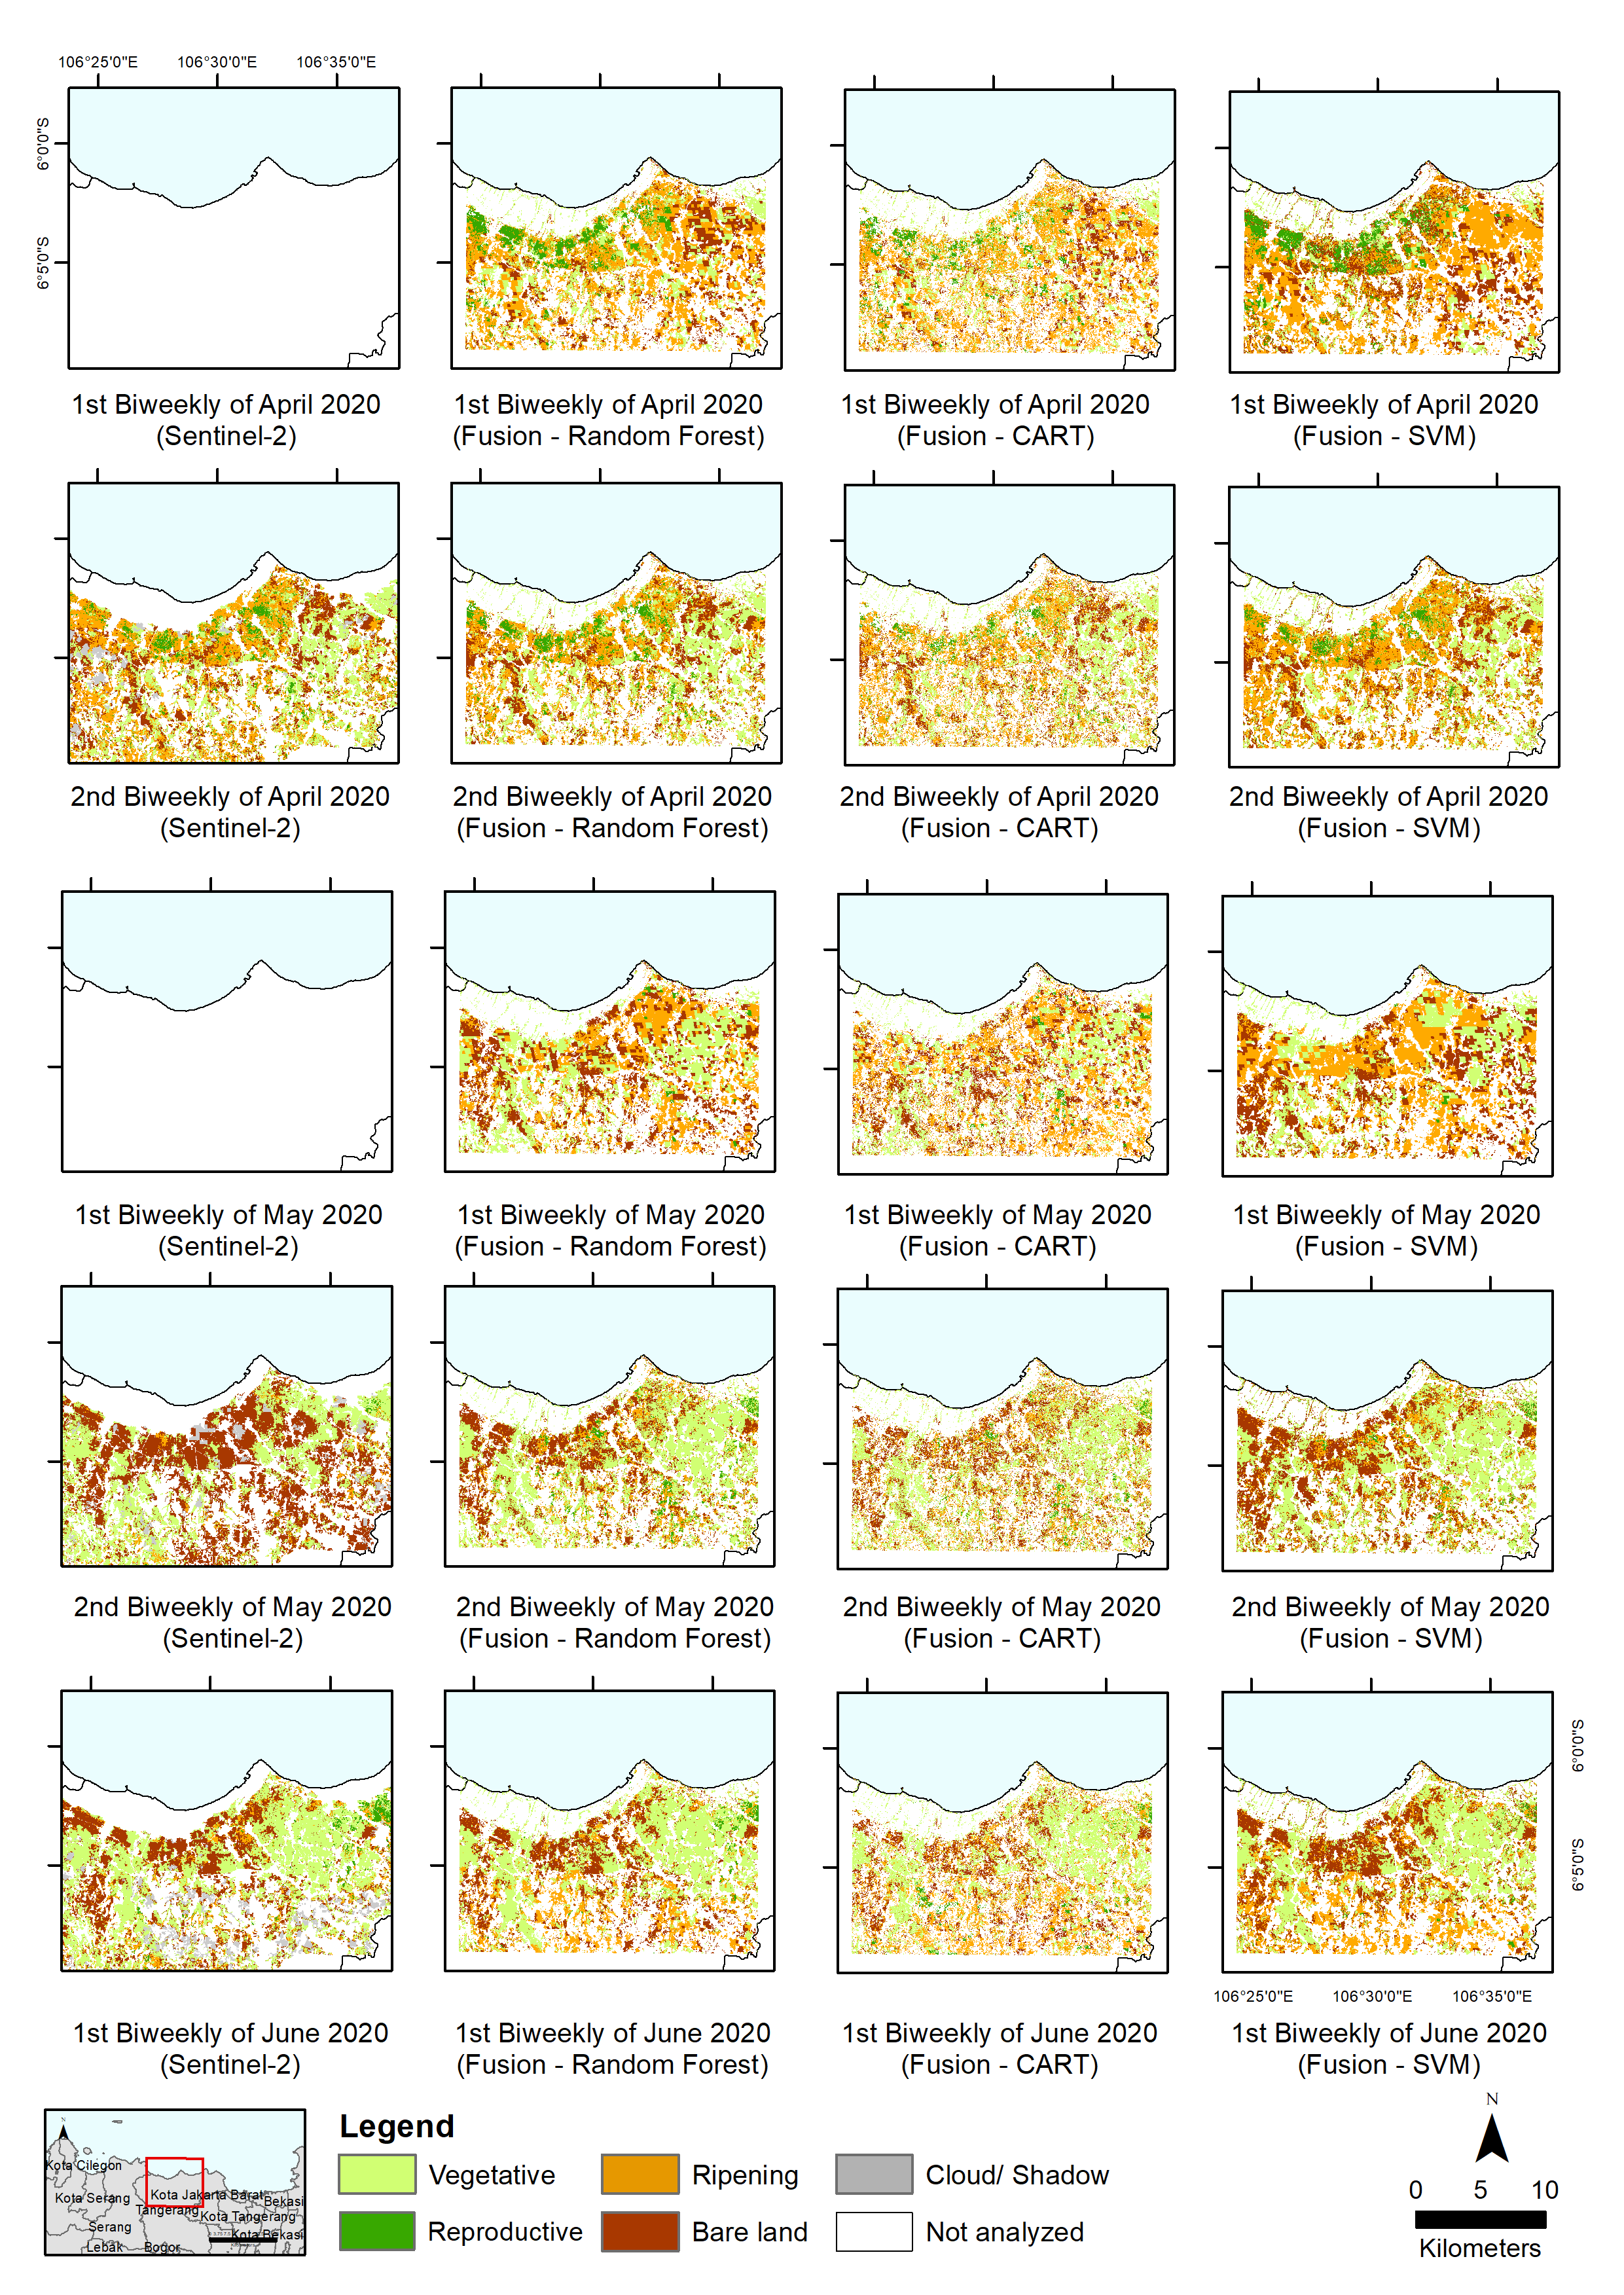 106°25'0"E 106°30'0"E 106°35'0"E
6°0'0"S
6°5'0"S
1st Biweekly of April 2020
(Sentinel-2)
1st Biweekly of April 2020
(Fusion - Random Forest)
1st Biweekly of April 2020
(Fusion - CART)
1st Biweekly of April 2020
(Fusion - SVM)
2nd Biweekly of April 2020
(Sentinel-2)
2nd Biweekly of April 2020
(Fusion - Random Forest)
2nd Biweekly of April 2020
(Fusion - CART)
2nd Biweekly of April 2020
(Fusion - SVM)
1st Biweekly of May 2020
(Sentinel-2)
1st Biweekly of May 2020
(Fusion - Random Forest)
1st Biweekly of May 2020
(Fusion - CART)
1st Biweekly of May 2020
(Fusion - SVM)
2nd Biweekly of May 2020
(Sentinel-2)
2nd Biweekly of May 2020
(Fusion - Random Forest)
2nd Biweekly of May 2020
(Fusion - CART)
2nd Biweekly of May 2020
(Fusion - SVM)
6°0'0"S
6°5'0"S
106°25'0"E 106°30'0"E 106°35'0"E
1st Biweekly of June 2020
(Sentinel-2)
1st Biweekly of June 2020
(Fusion - Random Forest)
1st Biweekly of June 2020
(Fusion - CART)
1st Biweekly of June 2020
(Fusion - SVM)
N
Kota Cilegon
Kota Serang
Kota Jakarta Barat
Bekasi
Tangerang
Kota Tangerang
Serang
Kota Bekasi
Lebak
Bogor
Legend
Vegetative
Ripening
Cloud/ Shadow
Reproductive
Bare land
Not analyzed
N
0 5 10
Kilometers